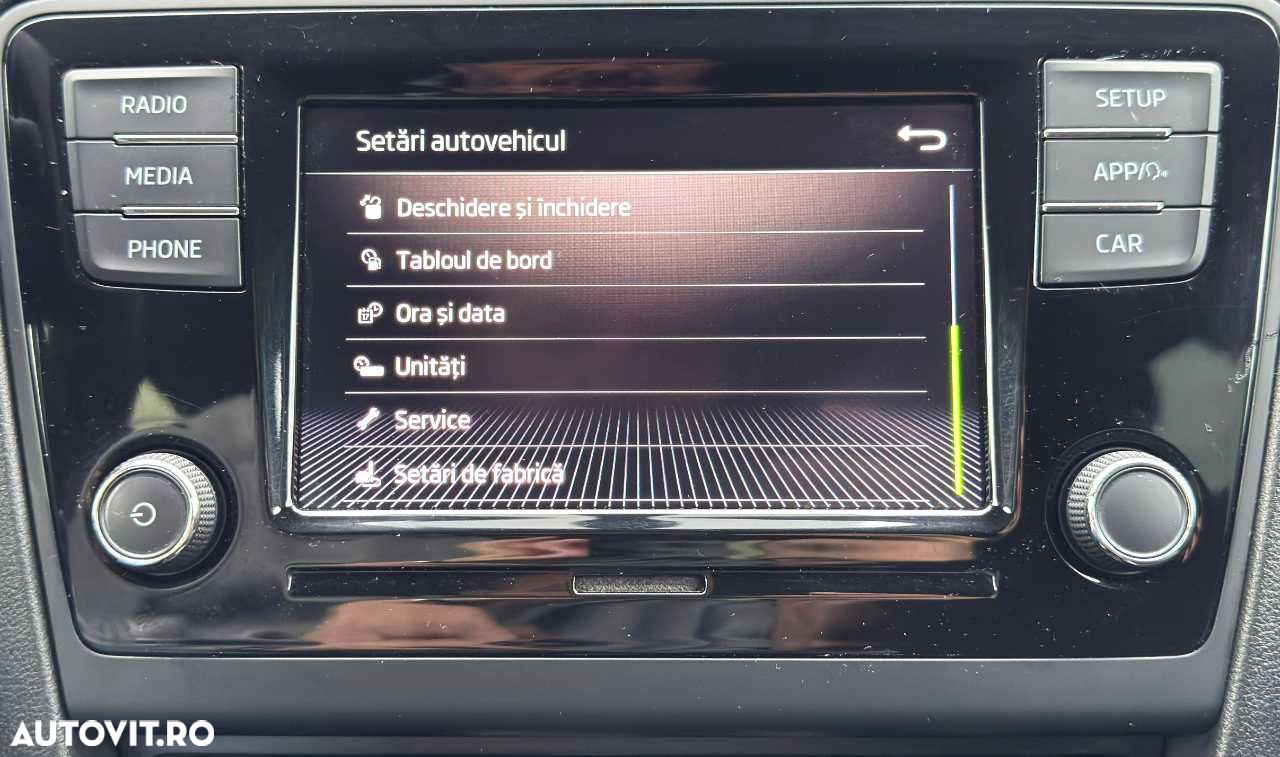 RADIO
MEDIA
PHONE
Setări autovehicul
Deschidere și închidere
Tabloul de bord
17
Ora și data
Unități
Service
Setări de fabrică
SETUP
APP/
CAR
AUTOVIT.RO